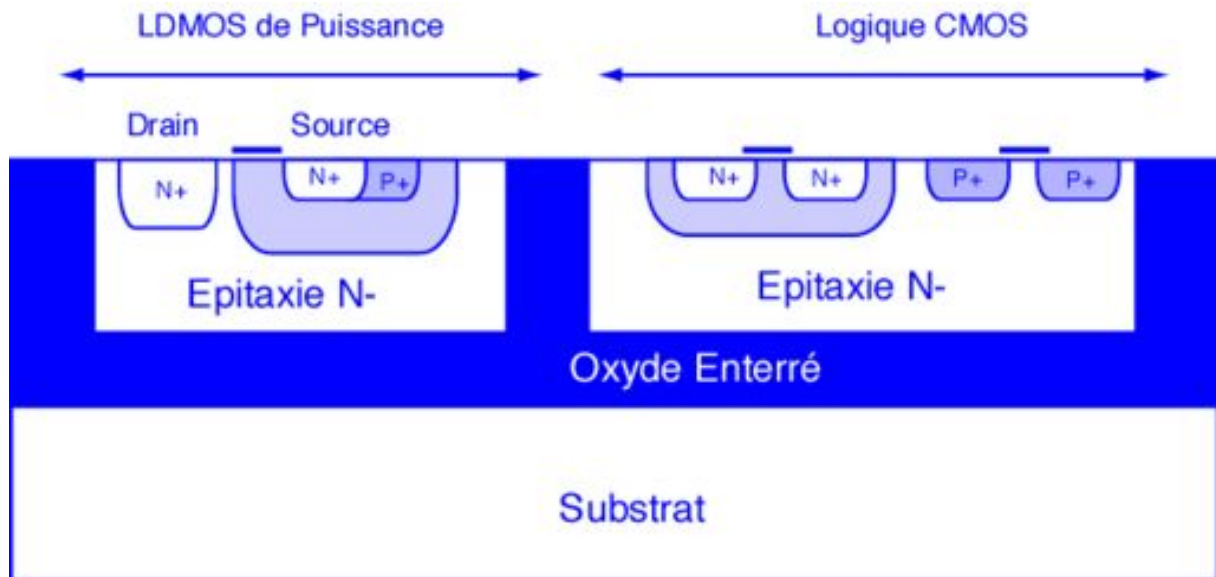 LDMOS de Puissance
Logique CMOS
Drain
Source
N+
N+
P+
N+
N+
P+
P+
Epitaxie N-
Epitaxie N-
Oxyde Enterré
Substrat